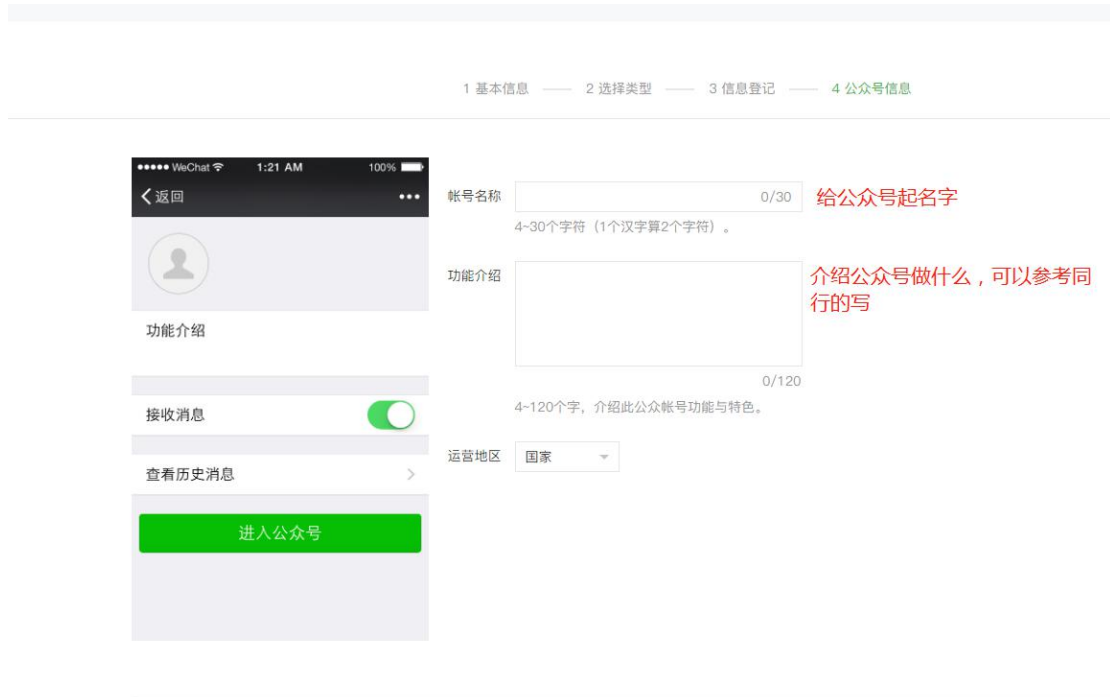 1 基本信息 —— 2 选择类型 —— 3 信息登记 —— 4 公众号信息
WeChat 1:21 AM 100%
返回
功能介绍
接收消息
查看历史消息
进入公众号
帐号名称
0/30
给公众号起名字
4~30个字符（1个汉字算2个字符）。
功能介绍
介绍公众号做什么，可以参考同
行的写
0/120
4~120个字，介绍此公众帐号功能与特色。
运营地区 国家